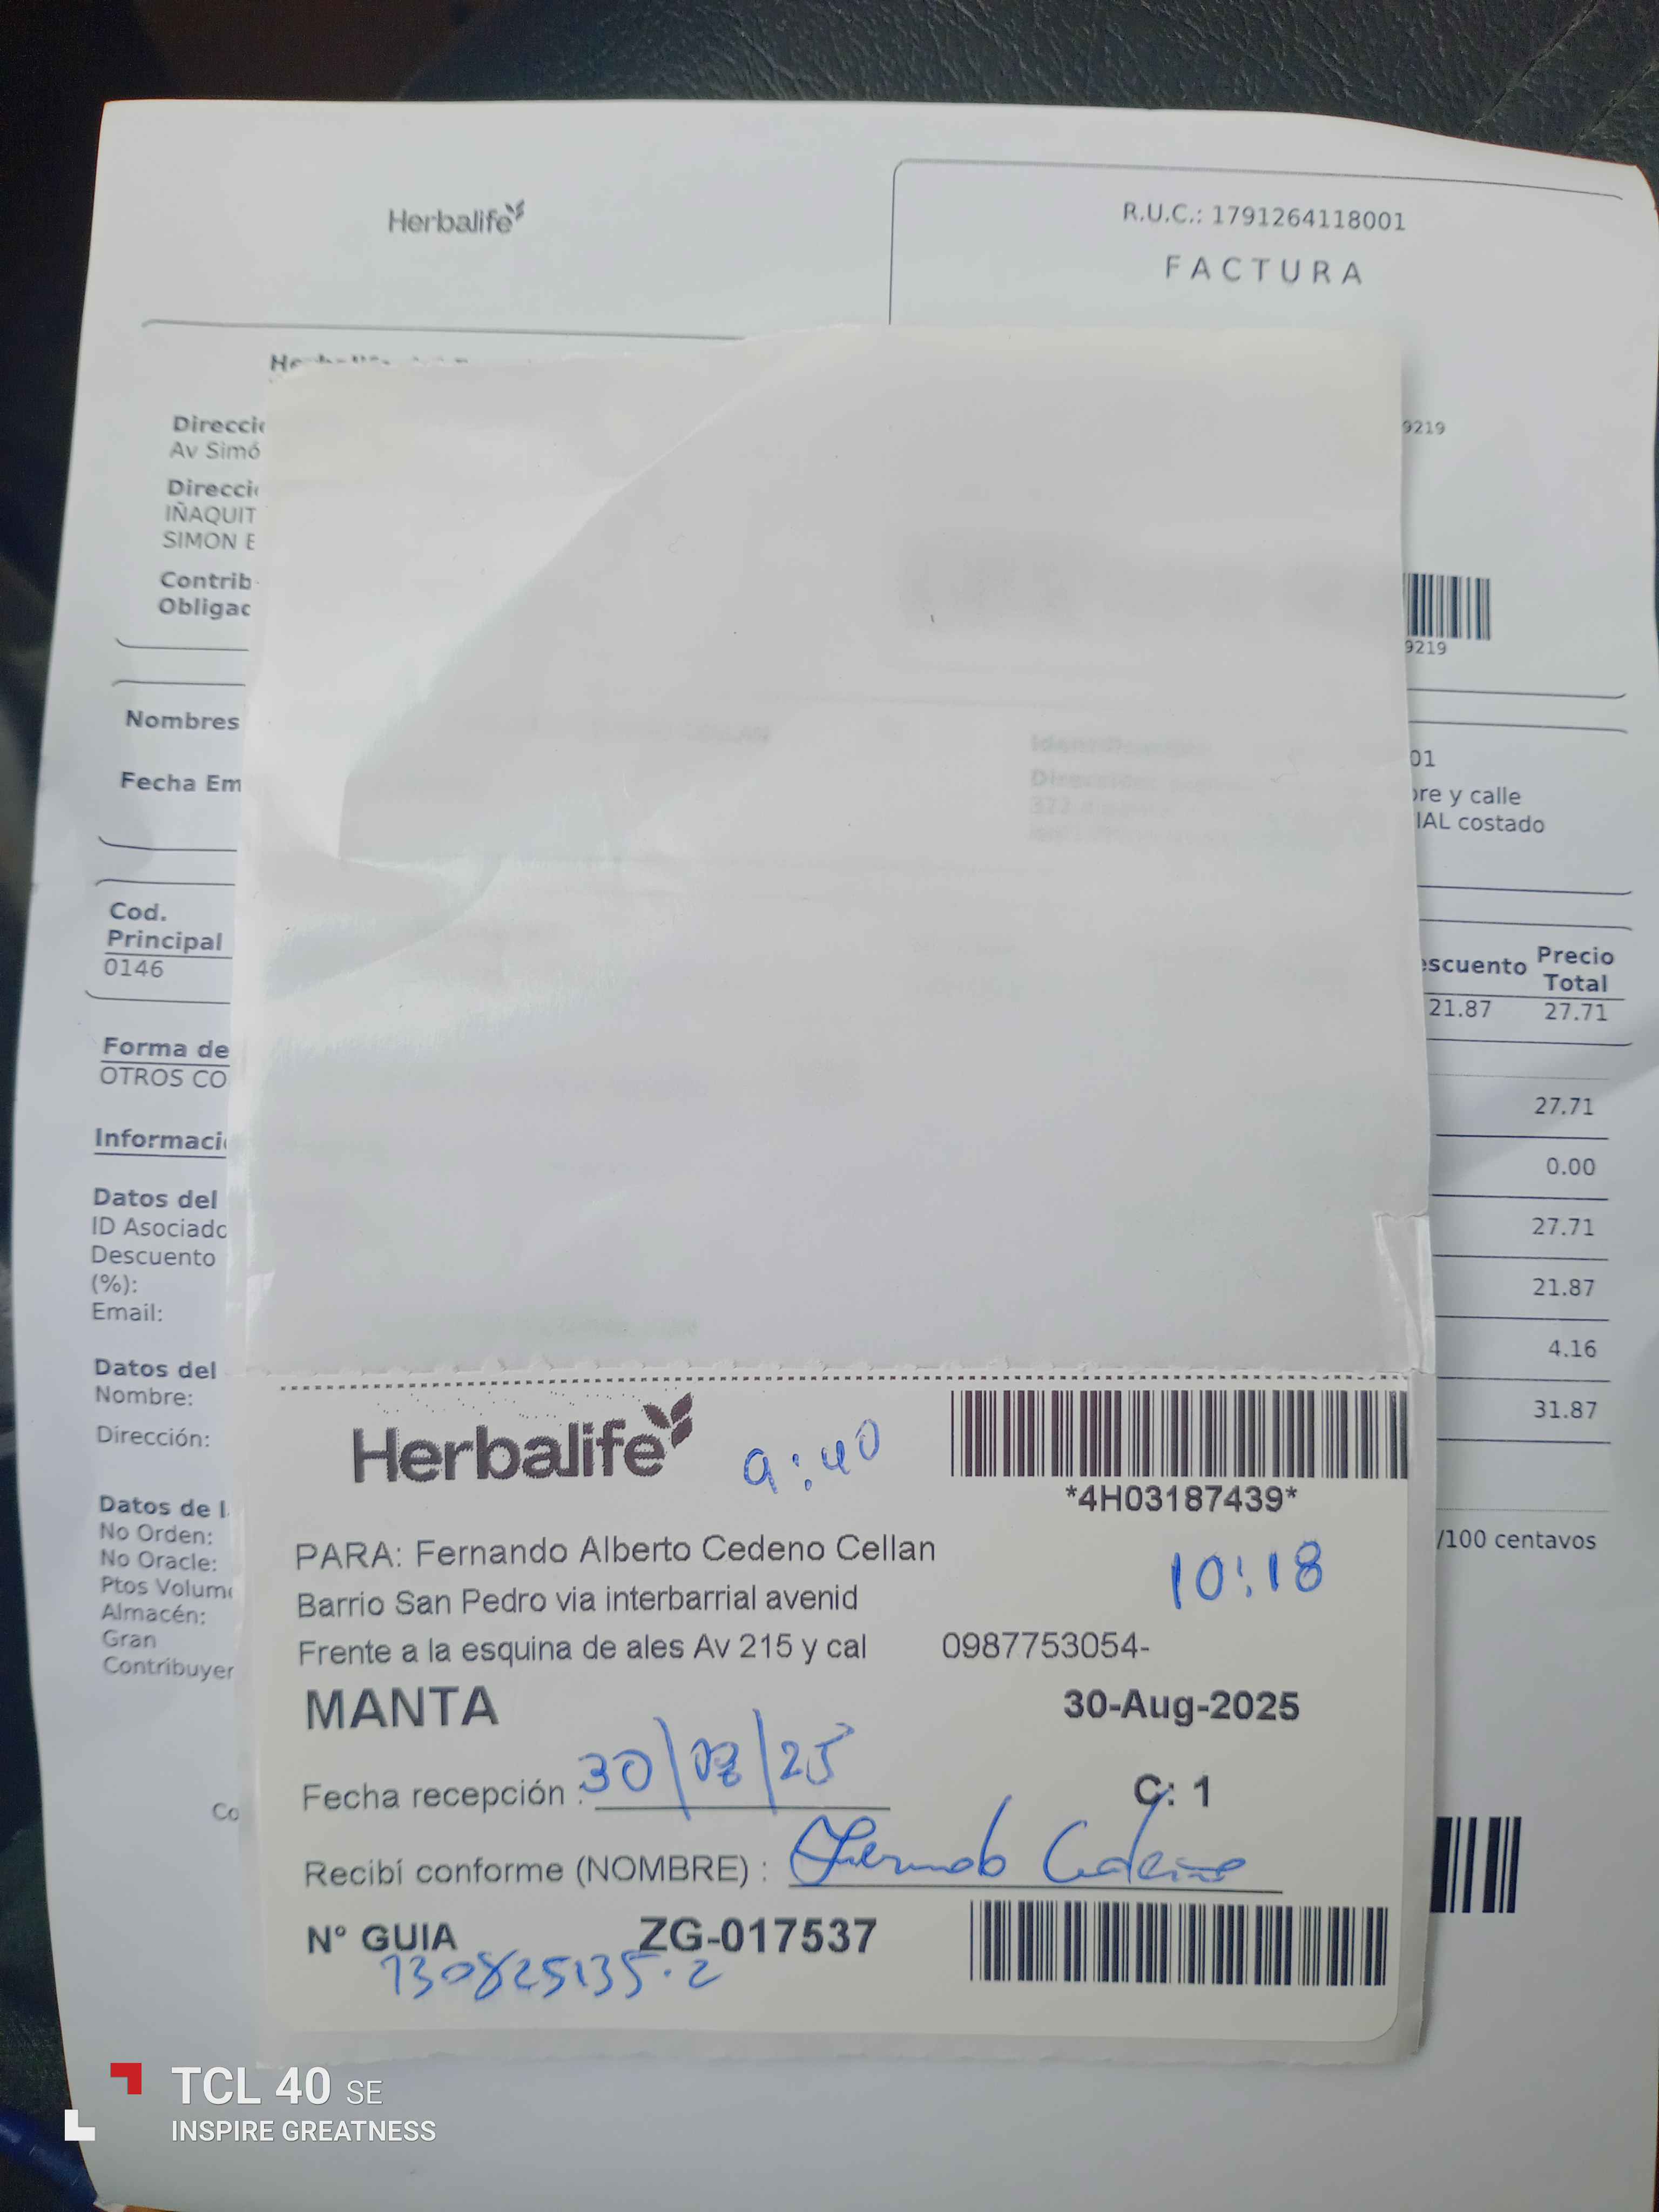 Herbalife
R.U.C.: 1791264118001
FACTURA
Direcci
Av Simó
9219
Direcci
IÑAQUIT
SIMON E
Contrib
Obligac
9219
Nombres
01
Fecha Em
ore y calle
IAL costado
Cod.
Principal
escuento Precio
Total
0146
21.87 27.71
Forma de
OTROS CO
27.71
Informaci
0.00
Datos del
27.71
ID Asociado
Descuento
(%):
21.87
Email:
4.16
Datos del
Nombre:
31.87
Dirección:
Datos de l
No Orden:
/100 centavos
No Oracle:
Ptos Volum
Almacén:
Gran
Contribuyer
Co
Herbalife
9:40
*4H03187439*
PARA: Fernando Alberto Cedeno Cellan
10:18
Barrio San Pedro via interbarrial avenid
Frente a la esquina de ales Av 215 y cal 0987753054-
MANTA 30-Aug-2025
Fecha recepción : 30/08/25
C: 1
Recibí conforme (NOMBRE) : Fernando Cedeño
N° GUIA ZG-017537
130825135-2
TCL 40 SE
INSPIRE GREATNESS